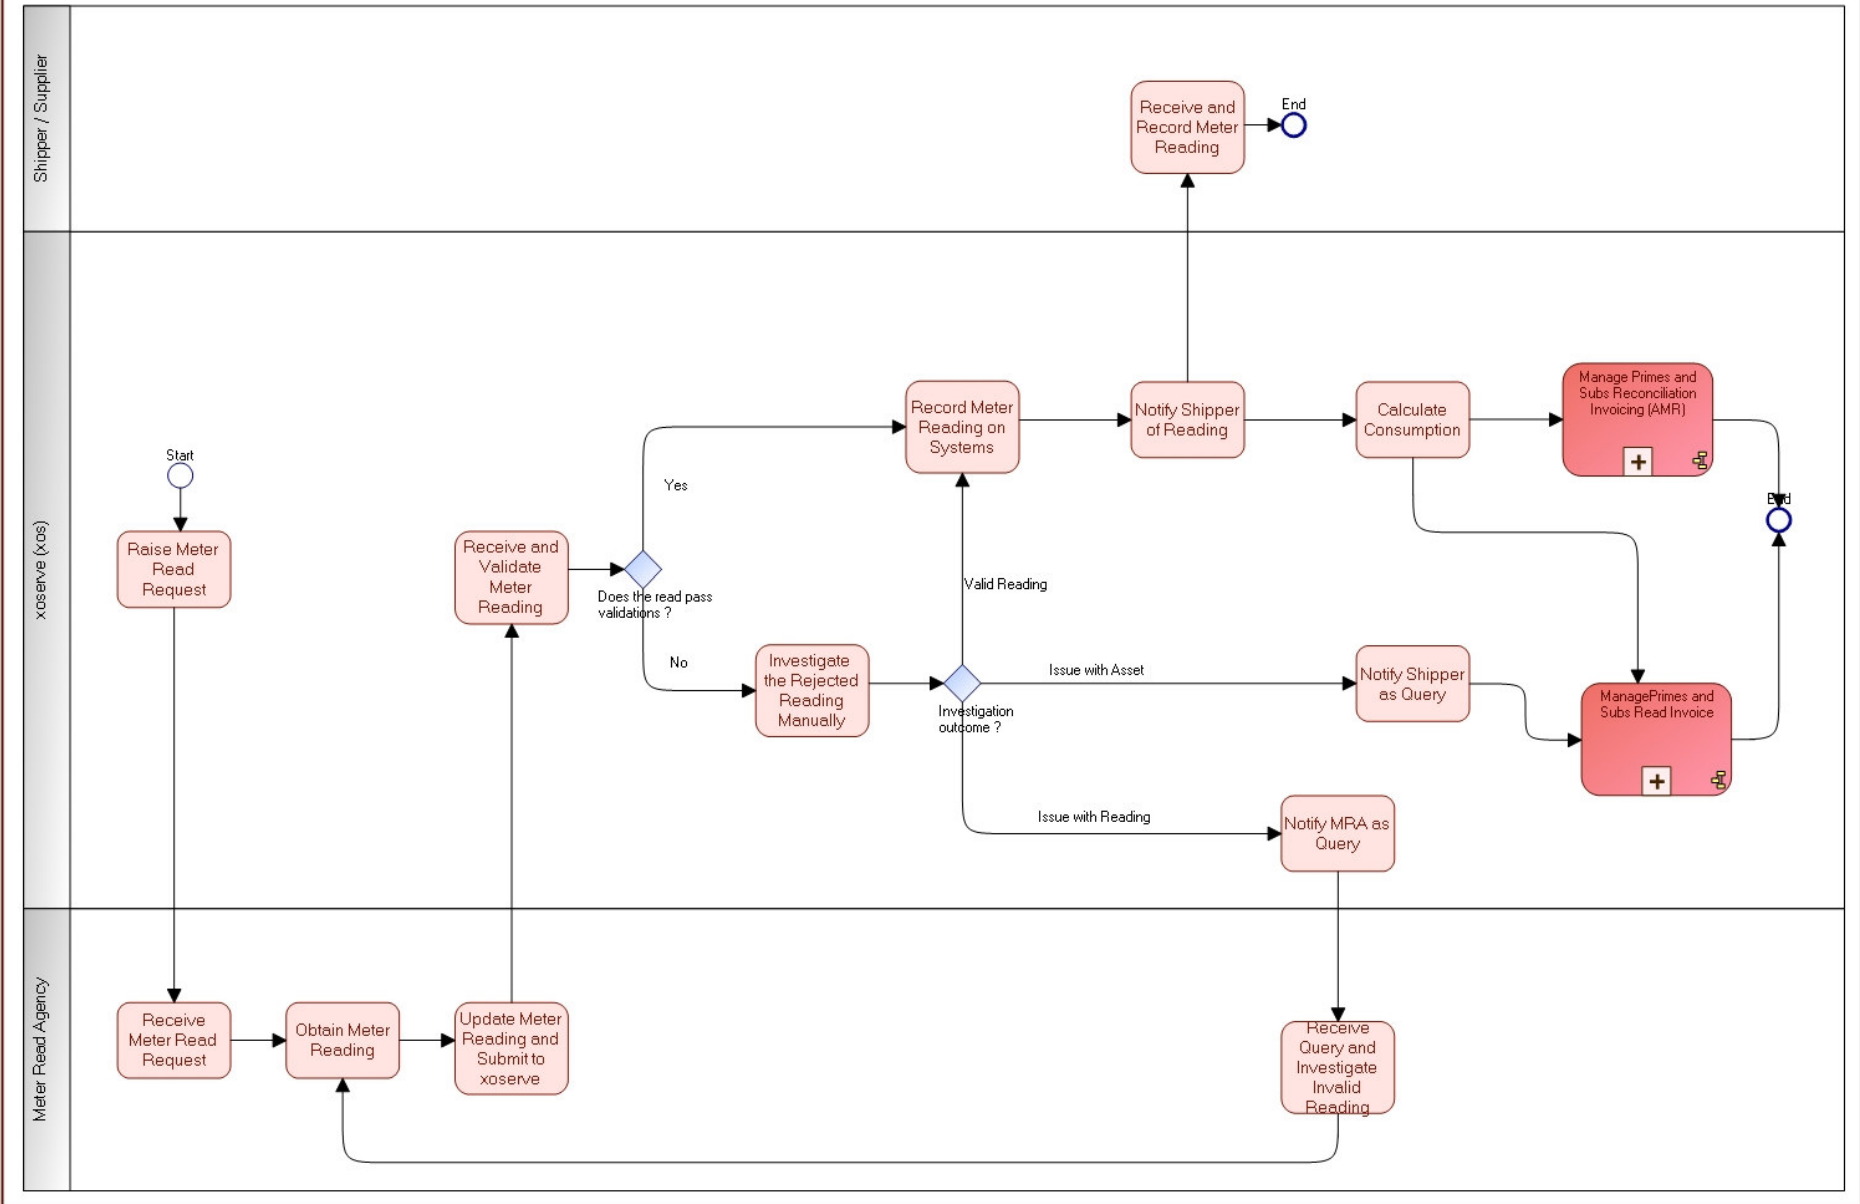 Shipper / Supplier
Receive and
Record Meter
Reading
End
xoserve (xos)
Start
Raise Meter
Read
Request
Receive and
Validate
Meter
Reading
Does the read pass
validations ?
Yes
No
Investigate
the Rejected
Reading
Manually
Investigation
outcome ?
Valid Reading
Issue with Asset
Issue with Reading
Record Meter
Reading on
Systems
Notify Shipper
of Reading
Calculate
Consumption
Manage Primes and
Subs Reconciliation
Invoicing (AMR)
End
Notify Shipper
as Query
ManagePrimes and
Subs Read Invoice
Notify MRA as
Query
Meter Read Agency
Receive
Meter Read
Request
Obtain Meter
Reading
Update Meter
Reading and
Submit to
xoserve
Receive
Query and
Investigate
Invalid
Reading